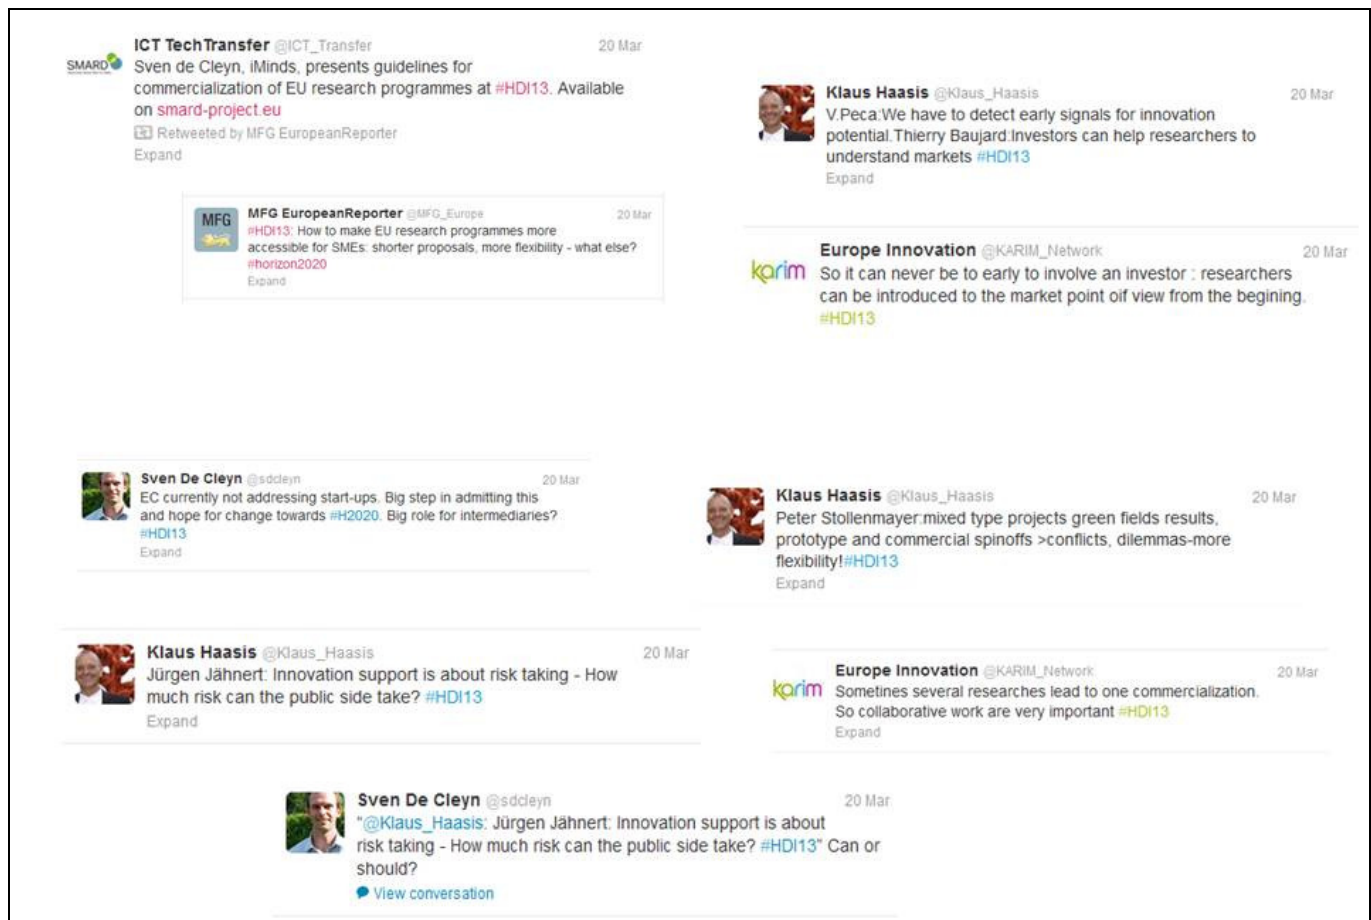 ICT TechTransfer @ICT_Transfer 20 Mar
SMARD
Sven de Cleyn, iMinds, presents guidelines for
commercialization of EU research programmes at #HDI13. Available
on smard-project.eu
Retweeted by MFG EuropeanReporter
Expand
MFG
MFG EuropeanReporter @MFG_Europe 20 Mar
#HDI13: How to make EU research programmes more
accessible for SMEs: shorter proposals, more flexibility - what else?
#horizon2020
Expand
Klaus Haasis @Klaus_Haasis 20 Mar
V.Peca:We have to detect early signals for innovation
potential.Thierry Baujard:Investors can help researchers to
understand markets #HDI13
Expand
karim
Europe Innovation @KARIM_Network 20 Mar
So it can never be to early to involve an investor : researchers
can be introduced to the market point oif view from the begining.
#HDI13
Sven De Cleyn @sdcleyn 20 Mar
EC currently not addressing start-ups. Big step in admitting this
and hope for change towards #H2020. Big role for intermediaries?
#HDI13
Expand
Klaus Haasis @Klaus_Haasis 20 Mar
Peter Stollenmayer:mixed type projects green fields results,
prototype and commercial spinoffs >conflicts, dilemmas-more
flexibility!#HDI13
Expand
Klaus Haasis @Klaus_Haasis 20 Mar
Jürgen Jähnert: Innovation support is about risk taking - How
much risk can the public side take? #HDI13
Expand
karim
Europe Innovation @KARIM_Network 20 Mar
Sometines several researches lead to one commercialization.
So collaborative work are very important #HDI13
Expand
Sven De Cleyn @sdcleyn 20 Mar
"@Klaus_Haasis: Jürgen Jähnert: Innovation support is about
risk taking - How much risk can the public side take? #HDI13" Can or
should?
View conversation